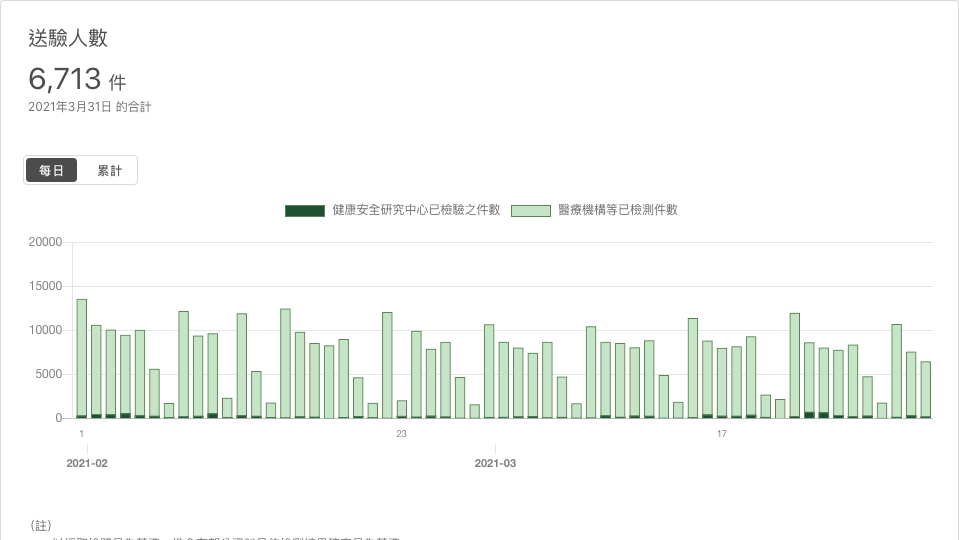 送驗人數
6,713 件
2021年3月31日 的合計
每日 累計
健康安全研究中心已檢驗之件數 醫療機構等已檢測件數
20000
15000
10000
5000
0
1 23 17
2021-02 2021-03
(註)